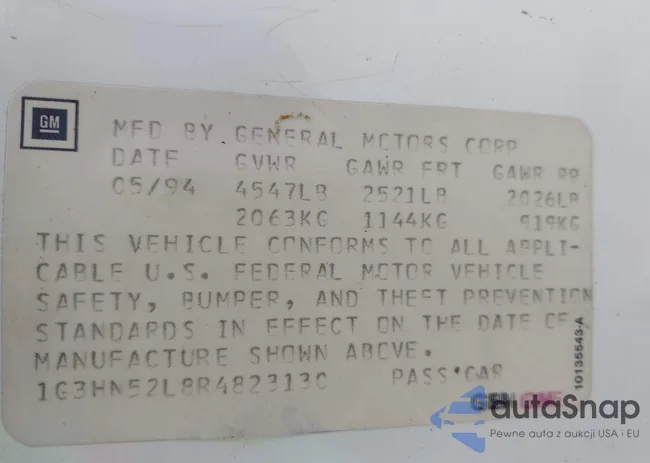 GM
MFD BY GENERAL MOTORS CORP
DATE GVWR GAWR FRT GAWR RR
05/94 4547LB 2521LB 2026LB
2063KG 1144KG 919KG
THIS VEHICLE CONFORMS TO ALL APPLI-
CABLE U.S. FEDERAL MOTOR VEHICLE
SAFETY, BUMPER, AND THEFT PREVENTION
STANDARDS IN EFFECT ON THE DATE OF
MANUFACTURE SHOWN ABOVE.
1G3HN52L8R4823130 PASS CAR
10135543-A
autaSnap
Pewne auta z aukcji USA i EU